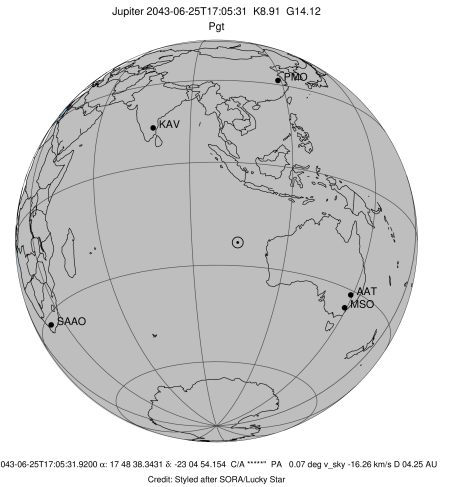 Jupiter 2043-06-25T17:05:31 K8.91 G14.12
Pgt
PMO
KAV
AAT
MSO
SAAO
043-06-25T17:05:31.9200 α: 17 48 38.3431 δ: -23 04 54.154 C/A *****" PA 0.07 deg v_sky -16.26 km/s D 04.25 AU
Credit: Styled after SORA/Lucky Star